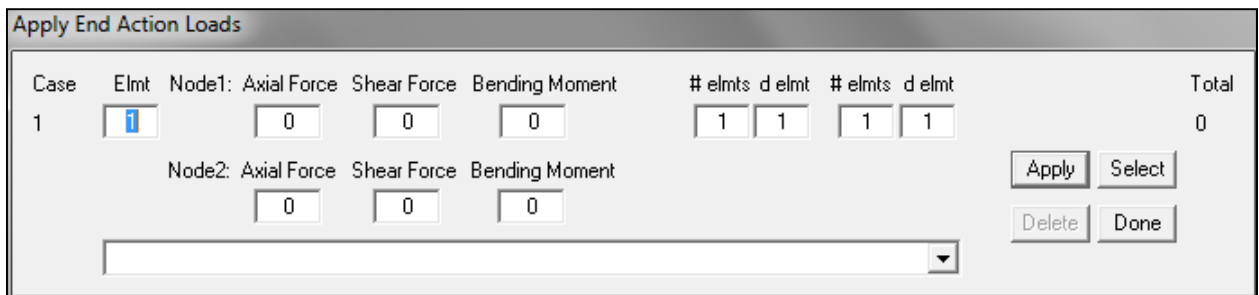 Apply End Action Loads
Case Elmt Node1: Axial Force Shear Force Bending Moment # elmts d elmt # elmts d elmt Total
1 1 0 0 0 1 1 1 1 0
Node2: Axial Force Shear Force Bending Moment Apply Select
0 0 0 Delete Done